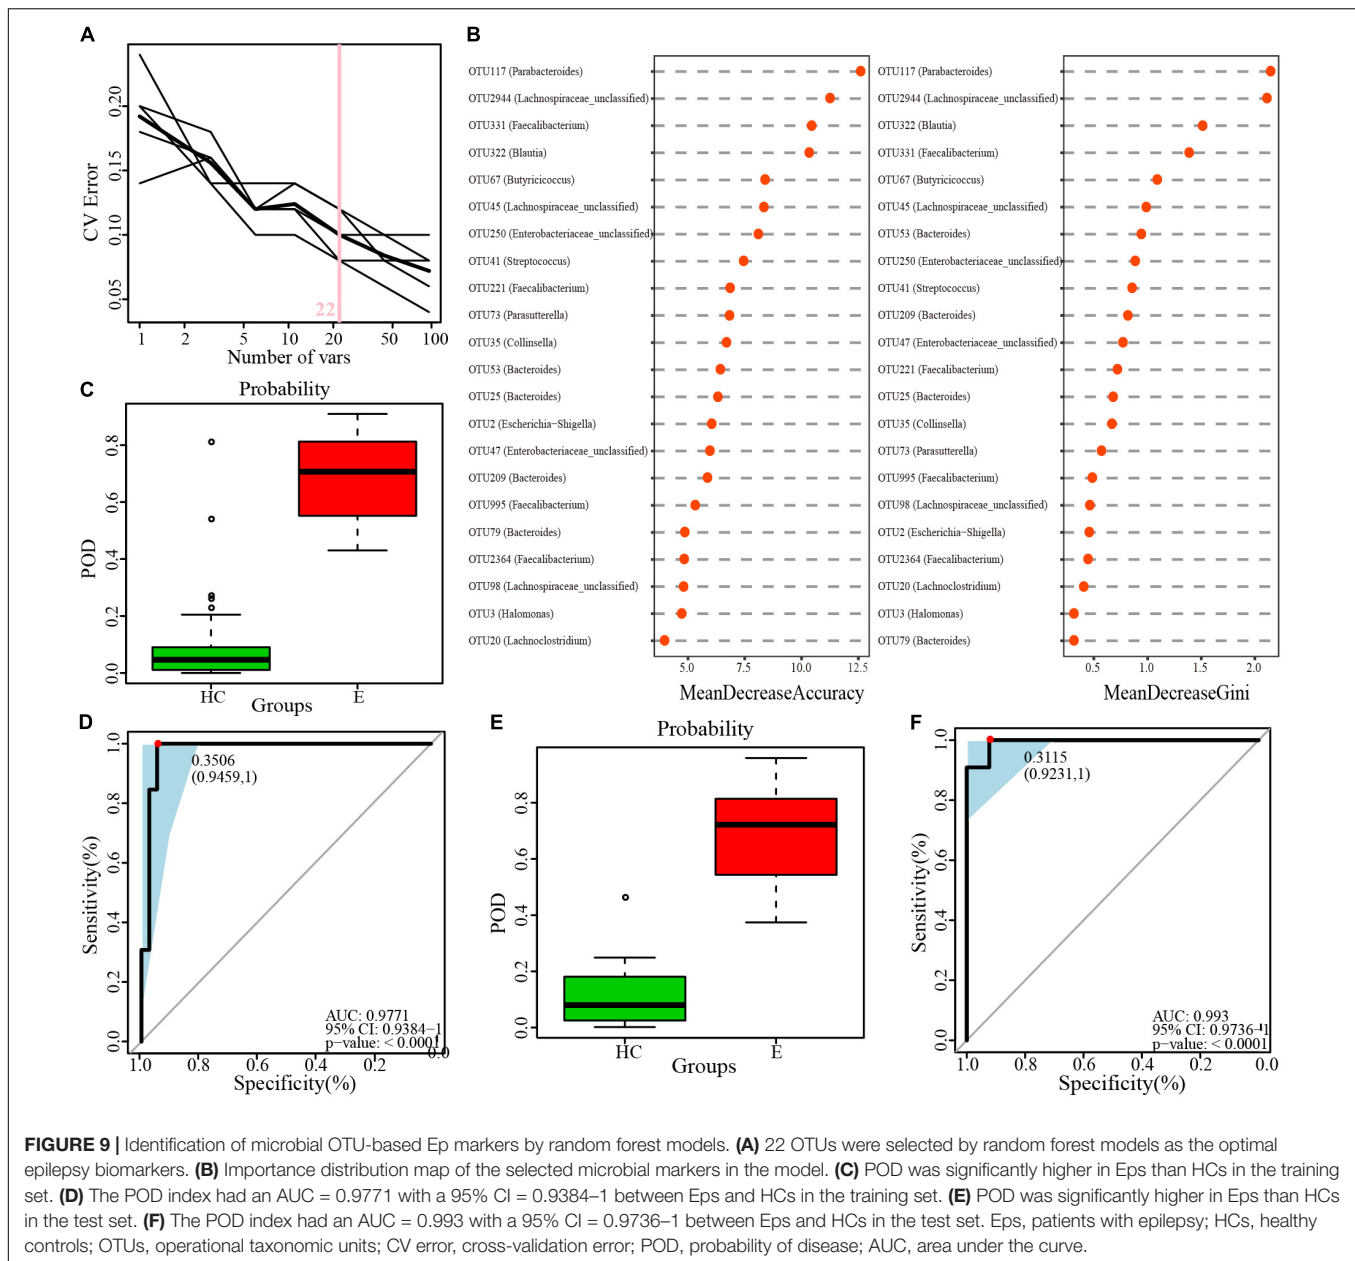 A
CV Error
0.05
0.10
0.15
0.20
22
1 2 5 10 20 50 100
Number of vars
B
OTU117 (Parabacteroides)
OTU2944 (Lachnospiraceae_unclassified)
OTU331 (Faecalibacterium)
OTU322 (Blautia)
OTU67 (Butyricicoccus)
OTU45 (Lachnospiraceae_unclassified)
OTU250 (Enterobacteriaceae_unclassified)
OTU41 (Streptococcus)
OTU221 (Faecalibacterium)
OTU73 (Parasutterella)
OTU35 (Collinsella)
OTU53 (Bacteroides)
OTU25 (Bacteroides)
OTU2 (Escherichia−Shigella)
OTU47 (Enterobacteriaceae_unclassified)
OTU209 (Bacteroides)
OTU995 (Faecalibacterium)
OTU79 (Bacteroides)
OTU2364 (Faecalibacterium)
OTU98 (Lachnospiraceae_unclassified)
OTU3 (Halomonas)
OTU20 (Lachnoclostridium)
5.0 7.5 10.0 12.5
MeanDecreaseAccuracy
OTU117 (Parabacteroides)
OTU2944 (Lachnospiraceae_unclassified)
OTU322 (Blautia)
OTU331 (Faecalibacterium)
OTU67 (Butyricicoccus)
OTU45 (Lachnospiraceae_unclassified)
OTU53 (Bacteroides)
OTU250 (Enterobacteriaceae_unclassified)
OTU41 (Streptococcus)
OTU209 (Bacteroides)
OTU47 (Enterobacteriaceae_unclassified)
OTU221 (Faecalibacterium)
OTU25 (Bacteroides)
OTU35 (Collinsella)
OTU73 (Parasutterella)
OTU995 (Faecalibacterium)
OTU98 (Lachnospiraceae_unclassified)
OTU2 (Escherichia−Shigella)
OTU2364 (Faecalibacterium)
OTU20 (Lachnoclostridium)
OTU3 (Halomonas)
OTU79 (Bacteroides)
0.5 1.0 1.5 2.0
MeanDecreaseGini
C
Probability
POD
0.0
0.2
0.4
0.6
0.8
HC E
Groups
D
Sensitivity(%)
0.0
0.2
0.4
0.6
0.8
1.0
0.3506
(0.9459,1)
AUC: 0.9771
95% CI: 0.9384−1
p−value: < 0.0001
1.0 0.8 0.6 0.4 0.2 0.0
Specificity(%)
E
Probability
POD
0.0
0.2
0.4
0.6
0.8
HC E
Groups
F
Sensitivity(%)
0.0
0.2
0.4
0.6
0.8
1.0
0.3115
(0.9231,1)
AUC: 0.993
95% CI: 0.9736−1
p−value: < 0.0001
1.0 0.8 0.6 0.4 0.2 0.0
Specificity(%)
FIGURE 9 | Identification of microbial OTU-based Ep markers by random forest models. (A) 22 OTUs were selected by random forest models as the optimal
epilepsy biomarkers. (B) Importance distribution map of the selected microbial markers in the model. (C) POD was significantly higher in Eps than HCs in the training
set. (D) The POD index had an AUC = 0.9771 with a 95% CI = 0.9384–1 between Eps and HCs in the training set. (E) POD was significantly higher in Eps than HCs
in the test set. (F) The POD index had an AUC = 0.993 with a 95% CI = 0.9736–1 between Eps and HCs in the test set. Eps, patients with epilepsy; HCs, healthy
controls; OTUs, operational taxonomic units; CV error, cross-validation error; POD, probability of disease; AUC, area under the curve.